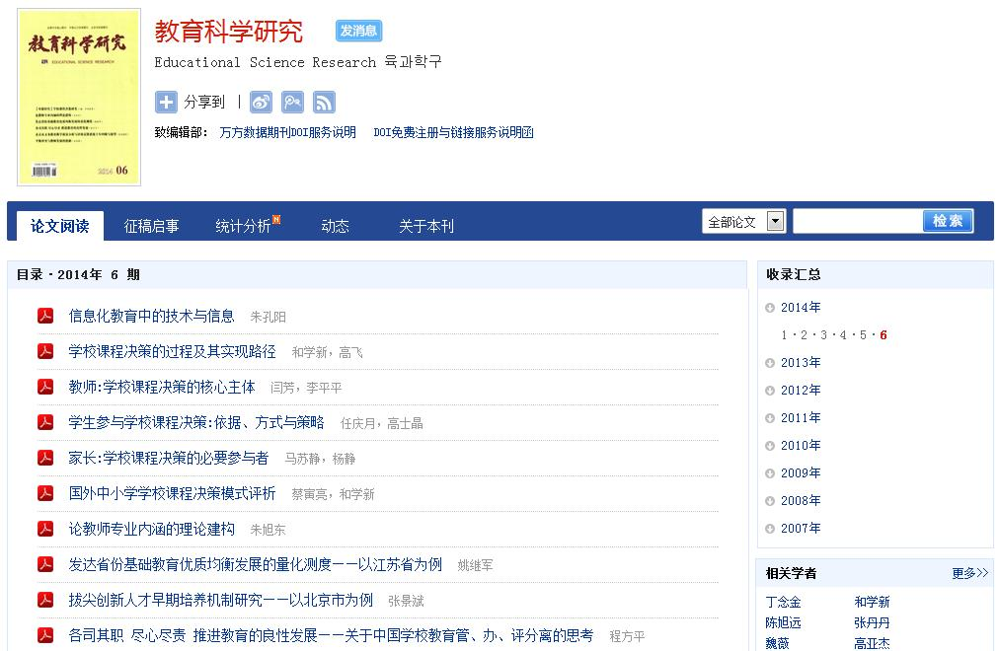 教育科学研究
EDUCATIONAL SCIENCE RESEARCH
2014 06
教育科学研究 发消息
Educational Science Research 육과학구
分享到 |
致编辑部: 万方数据期刊DOI服务说明 DOI免费注册与链接服务说明函
论文阅读 征稿启事 统计分析 N 动态 关于本刊 全部论文 检索
目录·2014年 6 期
信息化教育中的技术与信息 朱孔阳
学校课程决策的过程及其实现路径 和学新,高飞
教师:学校课程决策的核心主体 闫芳,李平平
学生参与学校课程决策:依据、方式与策略 任庆月,高士晶
家长:学校课程决策的必要参与者 马苏静,杨静
国外中小学学校课程决策模式评析 蔡寅亮,和学新
论教师专业内涵的理论建构 朱旭东
发达省份基础教育优质均衡发展的量化测度——以江苏省为例 姚继军
拔尖创新人才早期培养机制研究——以北京市为例 张景斌
各司其职 尽心尽责 推进教育的良性发展——关于中国学校教育管、办、评分离的思考 程方平
收录汇总
2014年
1·2·3·4·5·6
2013年
2012年
2011年
2010年
2009年
2008年
2007年
相关学者 更多>>
丁念金 和学新
陈旭远 张丹丹
魏薇 高亚杰